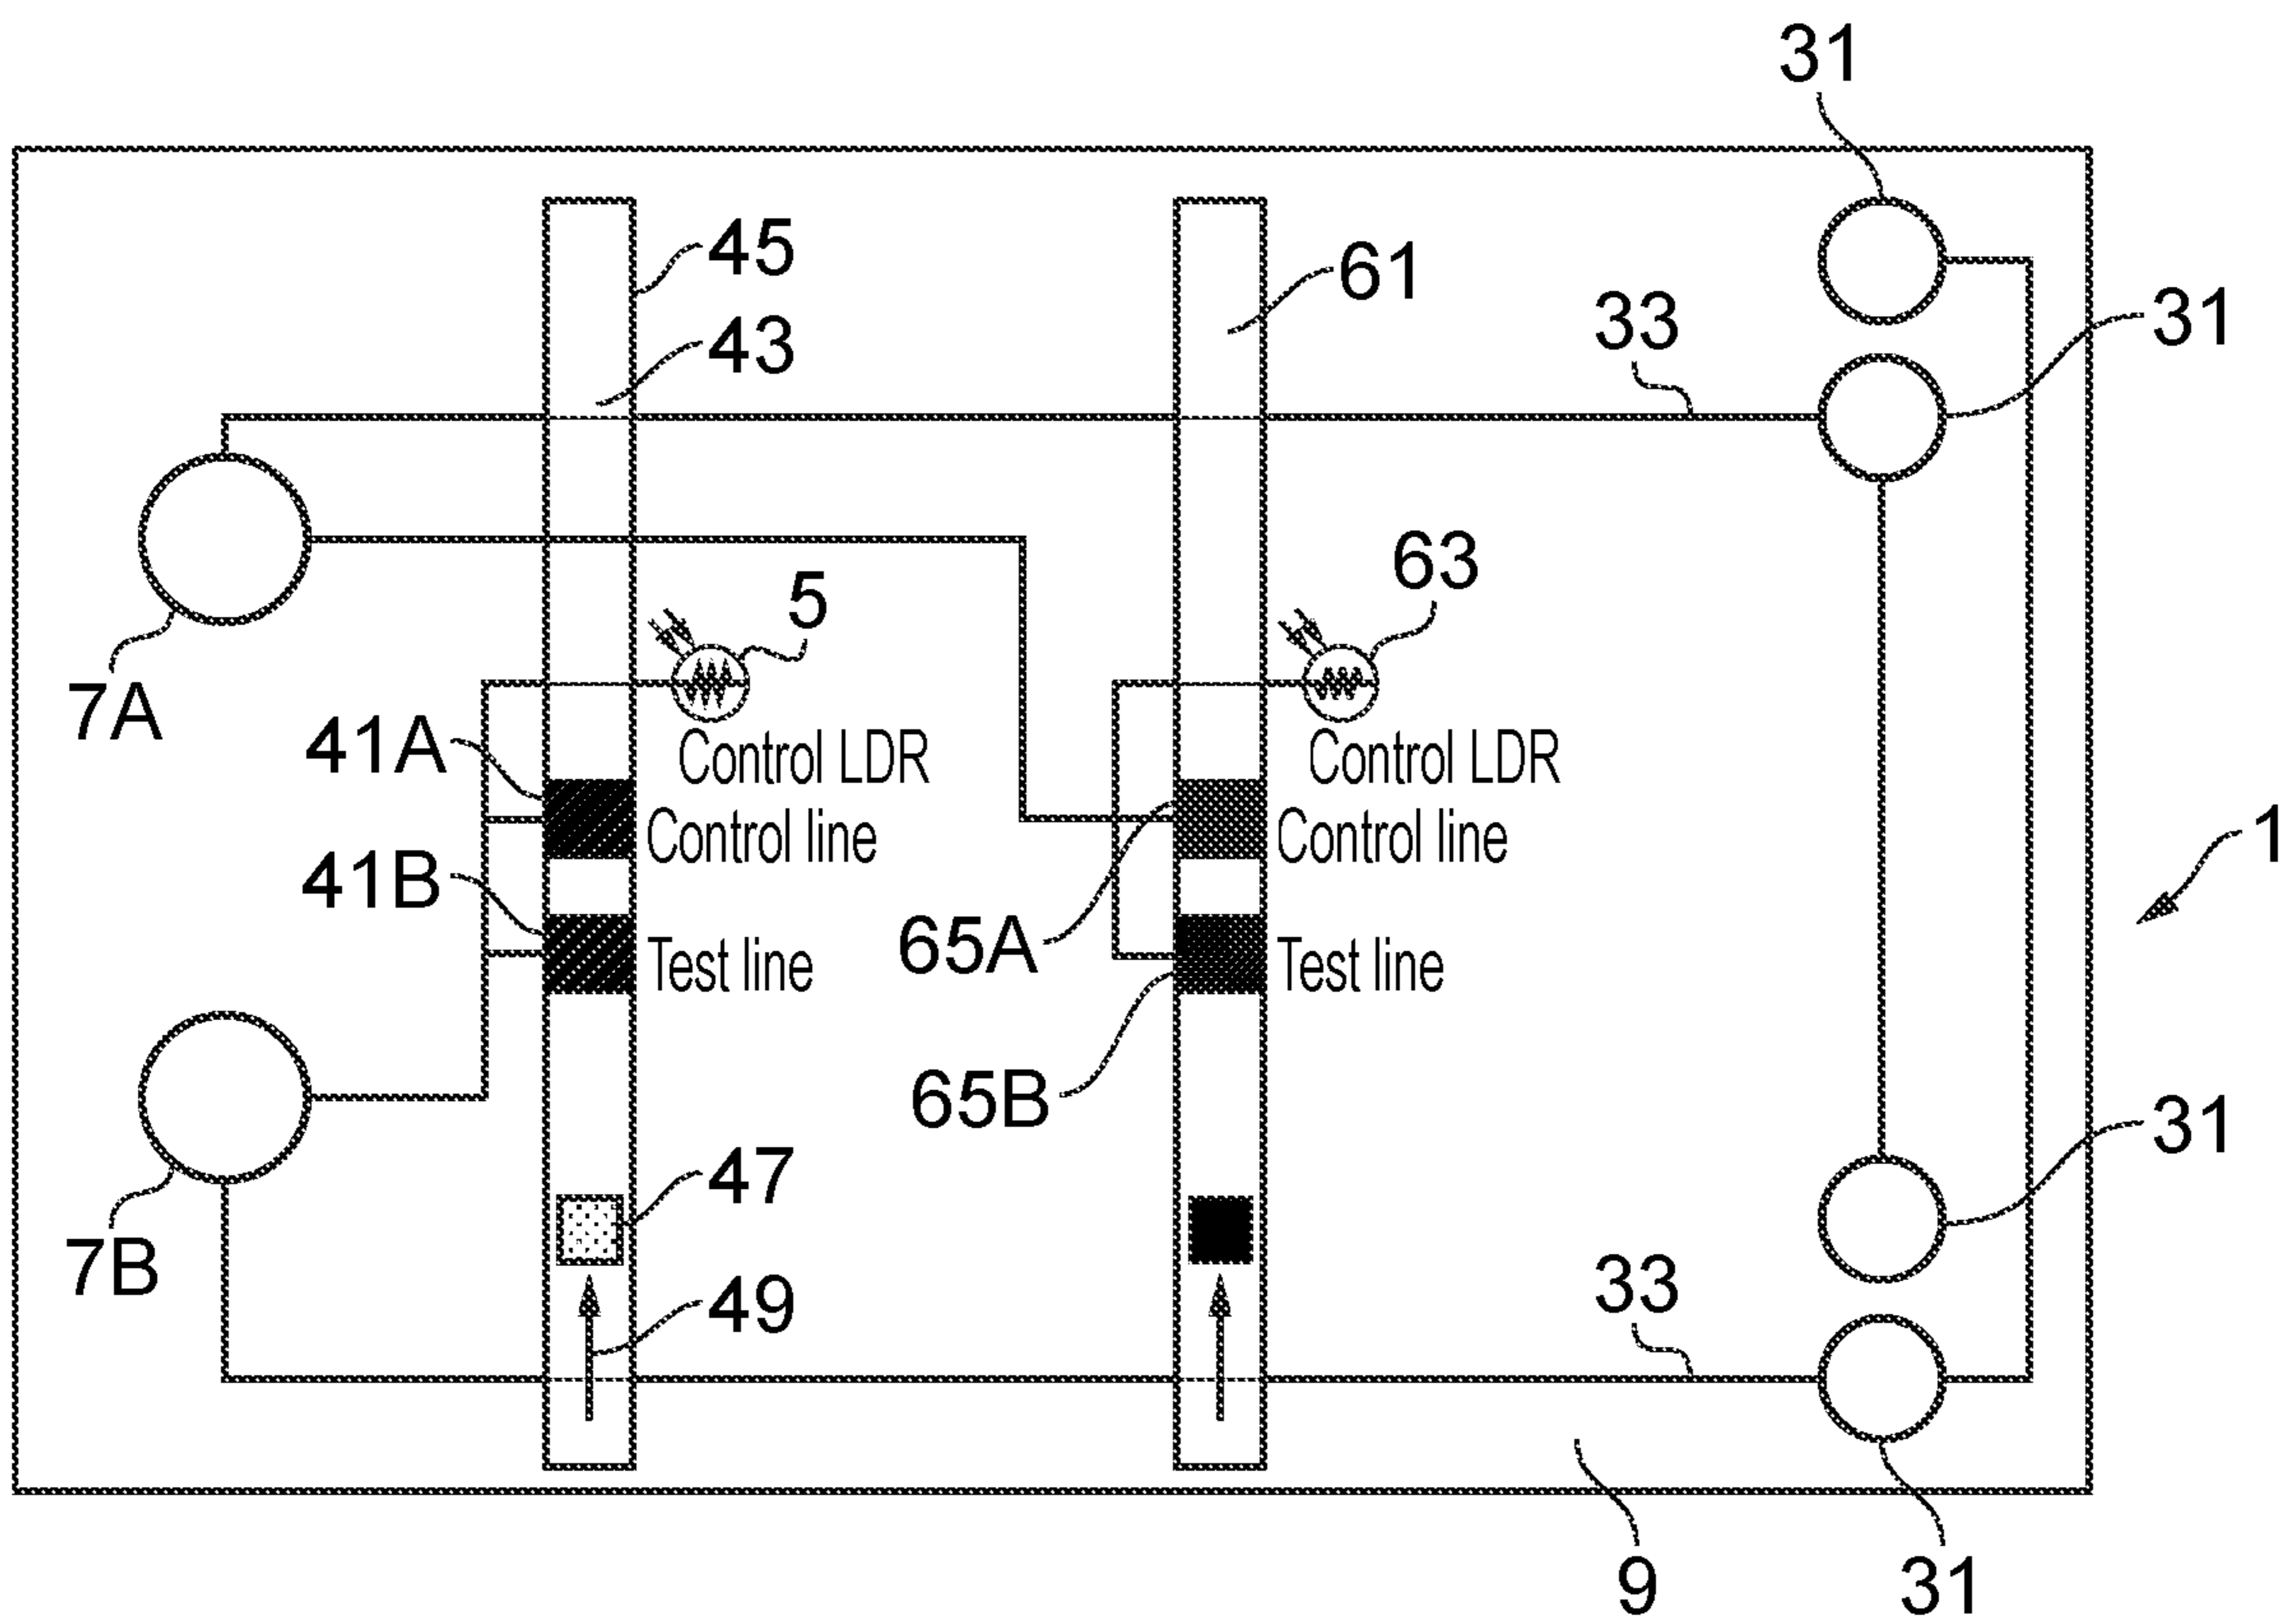 31
45
61
43
33
31
5
63
7A
41A
Control LDR
Control LDR
Control line
Control line
1
41B
65A
Test line
Test line
65B
31
47
7B
49
33
9
31